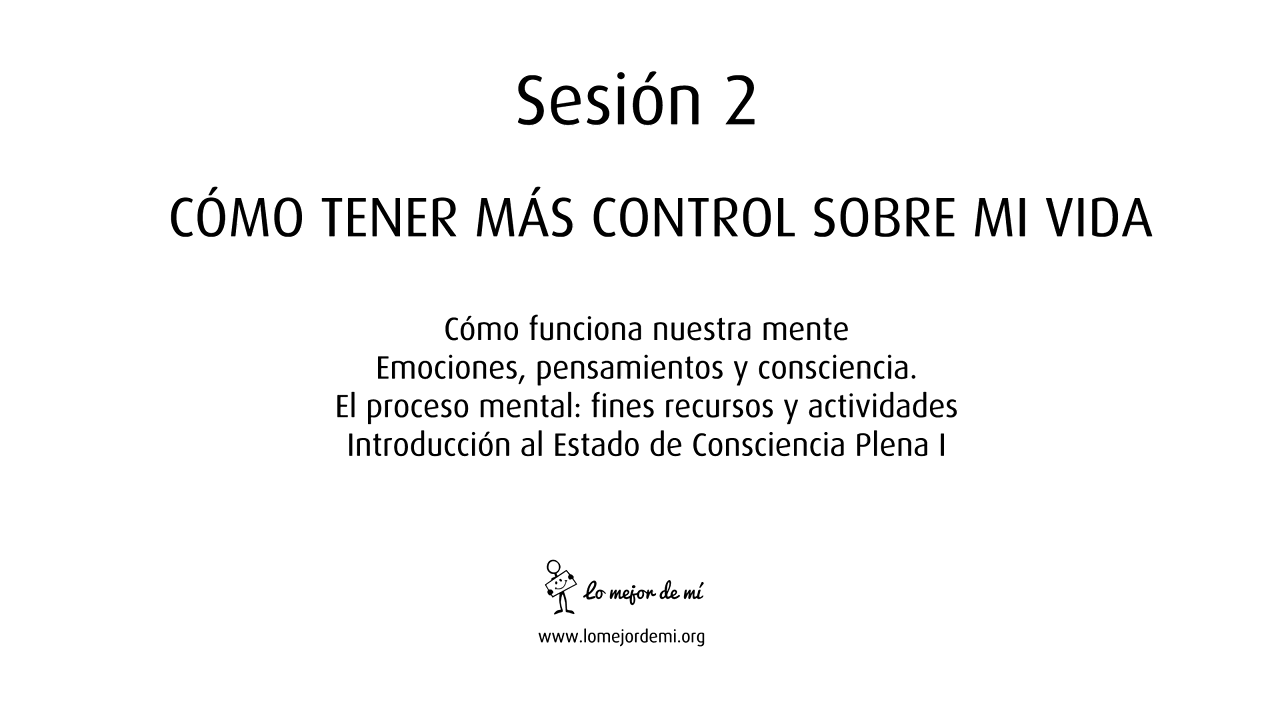 Sesión 2
CÓMO TENER MÁS CONTROL SOBRE MI VIDA
Cómo funciona nuestra mente
Emociones, pensamientos y consciencia.
El proceso mental: fines recursos y actividades
Introducción al Estado de Consciencia Plena I
Lo mejor de mí
www.lomejordemi.org